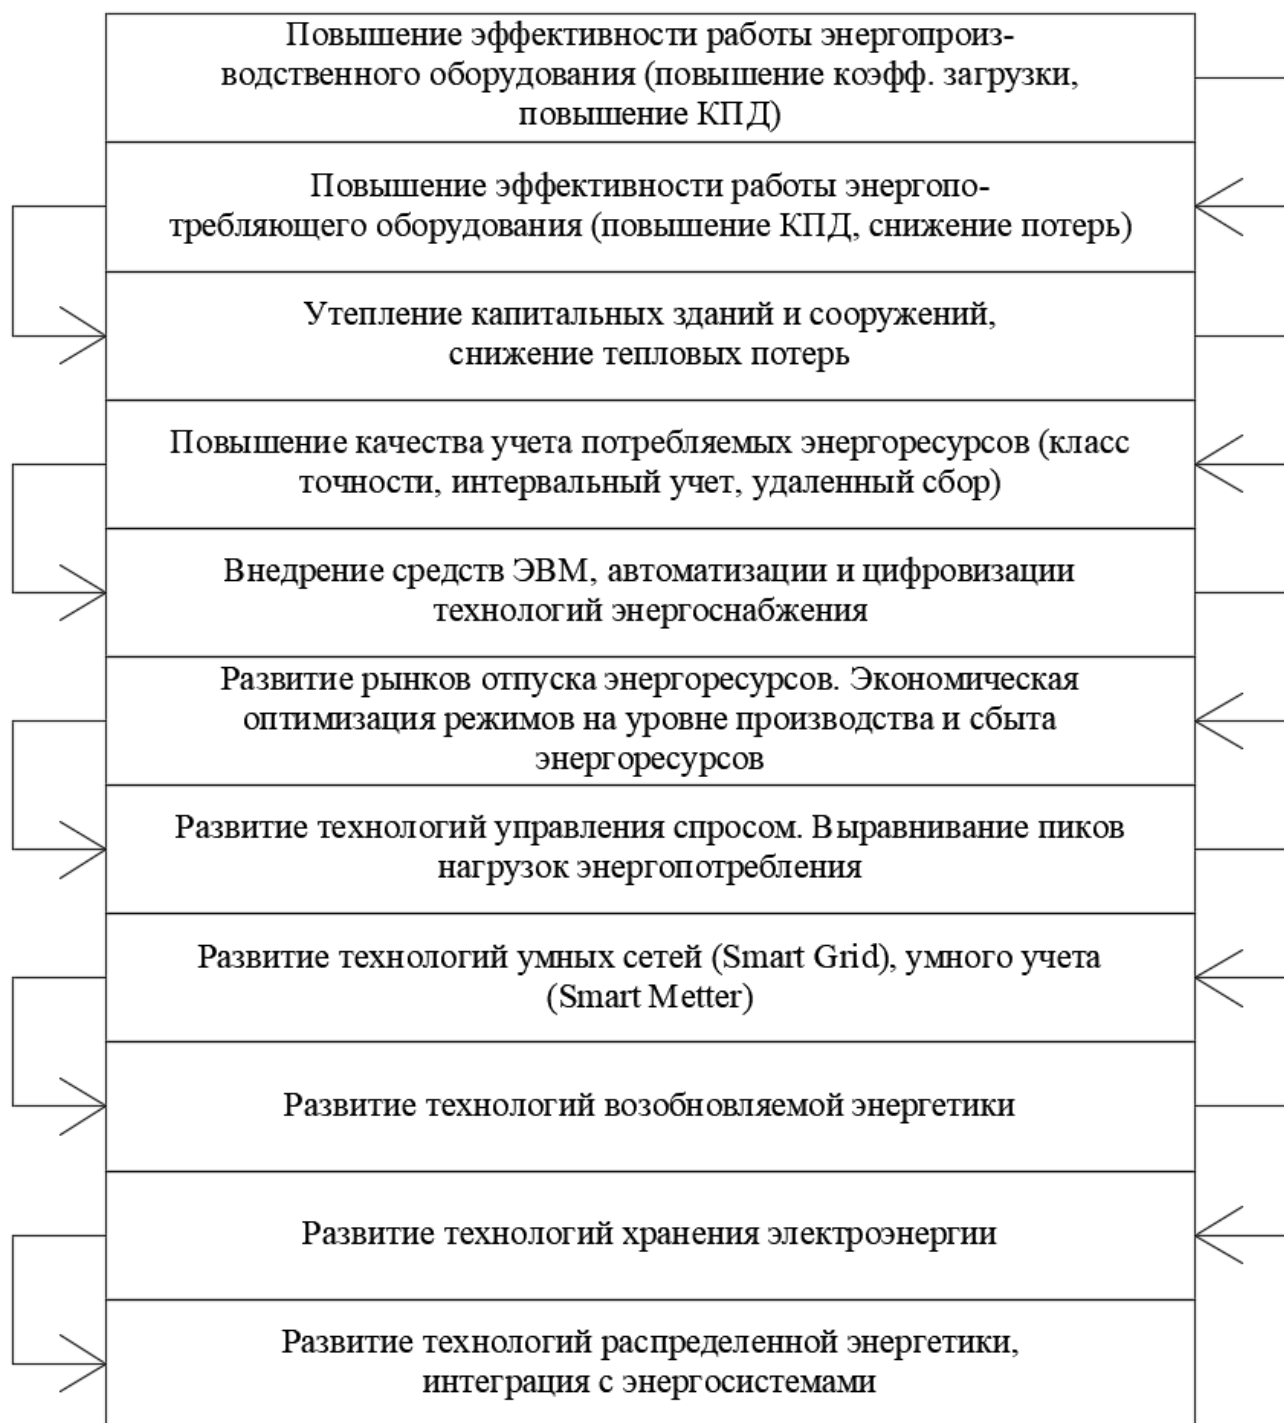 Повышение эффективности работы энергопроиз-
водственного оборудования (повышение коэфф. загрузки,
повышение КПД)
Повышение эффективности работы энергопо-
требляющего оборудования (повышение КПД, снижение потерь)
Утепление капитальных зданий и сооружений,
снижение тепловых потерь
Повышение качества учета потребляемых энергоресурсов (класс
точности, интервальный учет, удаленный сбор)
Внедрение средств ЭВМ, автоматизации и цифровизации
технологий энергоснабжения
Развитие рынков отпуска энергоресурсов. Экономическая
оптимизация режимов на уровне производства и сбыта
энергоресурсов
Развитие технологий управления спросом. Выравнивание пиков
нагрузок энергопотребления
Развитие технологий умных сетей (Smart Grid), умного учета
(Smart Metter)
Развитие технологий возобновляемой энергетики
Развитие технологий хранения электроэнергии
Развитие технологий распределенной энергетики,
интеграция с энергосистемами